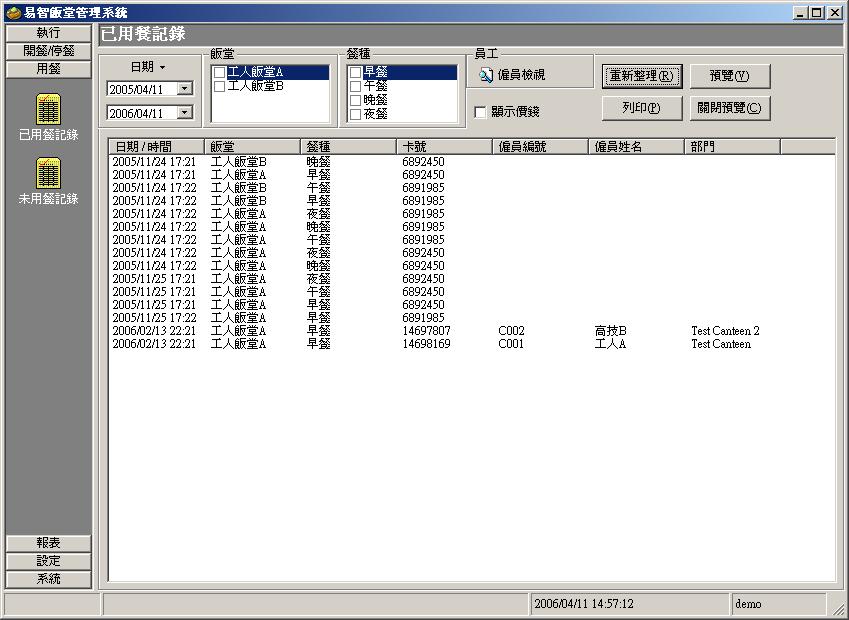 易智飯堂管理系統
執行
開餐/停餐
用餐
已用餐記錄
未用餐記錄
報表
設定
系統
已用餐記錄
日期
2005/04/11
2006/04/11
飯堂
工人飯堂A
工人飯堂B
餐種
早餐
午餐
晚餐
夜餐
員工
僱員檢視
顯示價錢
重新整理(R) 預覽(V)
列印(P) 關閉預覽(C)
日期 / 時間 飯堂 餐種 卡號 僱員編號 僱員姓名 部門
2005/11/24 17:21 工人飯堂B 晚餐 6892450
2005/11/24 17:21 工人飯堂A 早餐 6892450
2005/11/24 17:22 工人飯堂B 午餐 6891985
2005/11/24 17:22 工人飯堂B 早餐 6891985
2005/11/24 17:22 工人飯堂A 夜餐 6891985
2005/11/24 17:22 工人飯堂A 晚餐 6891985
2005/11/24 17:22 工人飯堂A 午餐 6891985
2005/11/24 17:22 工人飯堂A 夜餐 6892450
2005/11/24 17:22 工人飯堂A 晚餐 6892450
2005/11/25 17:21 工人飯堂A 夜餐 6892450
2005/11/25 17:21 工人飯堂A 午餐 6892450
2005/11/25 17:21 工人飯堂A 早餐 6892450
2005/11/25 17:22 工人飯堂A 早餐 6891985
2006/02/13 22:21 工人飯堂A 早餐 14697807 C002 高技B Test Canteen 2
2006/02/13 22:21 工人飯堂A 早餐 14698169 C001 工人A Test Canteen
2006/04/11 14:57:12 demo